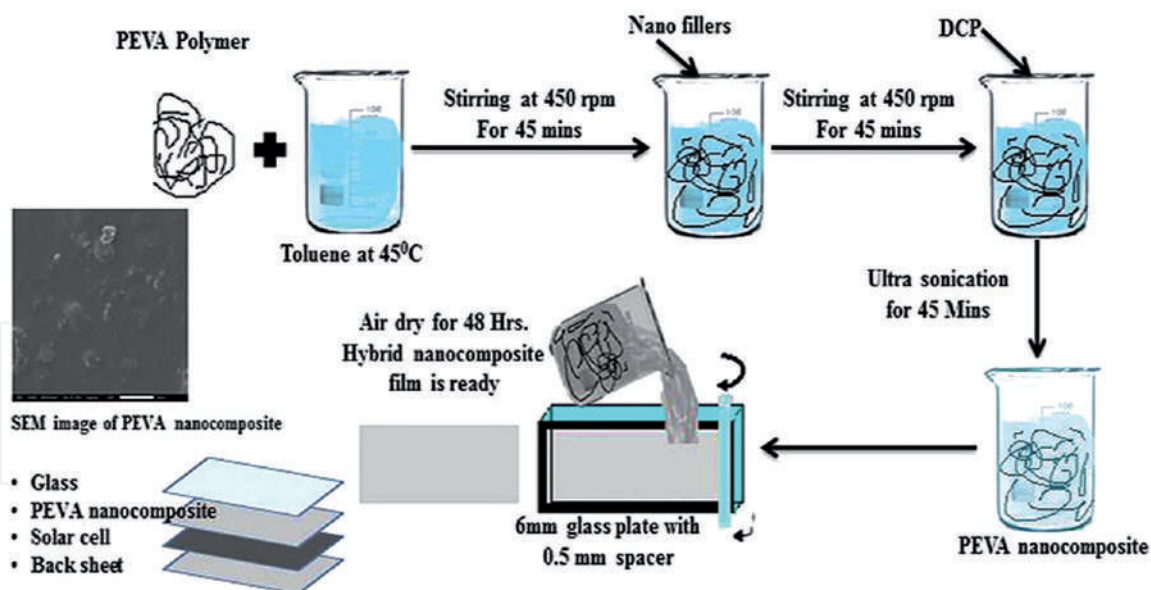 PEVA Polymer
Nano fillers
DCP
Stirring at 450 rpm
For 45 mins
Stirring at 450 rpm
For 45 mins
Toluene at 45⁰C
Ultra sonication
for 45 Mins
Air dry for 48 Hrs.
Hybrid nanocomposite
film is ready
SEM image of PEVA nanocomposite
• Glass
• PEVA nanocomposite
• Solar cell
• Back sheet
6mm glass plate with
0.5 mm spacer
PEVA nanocomposite